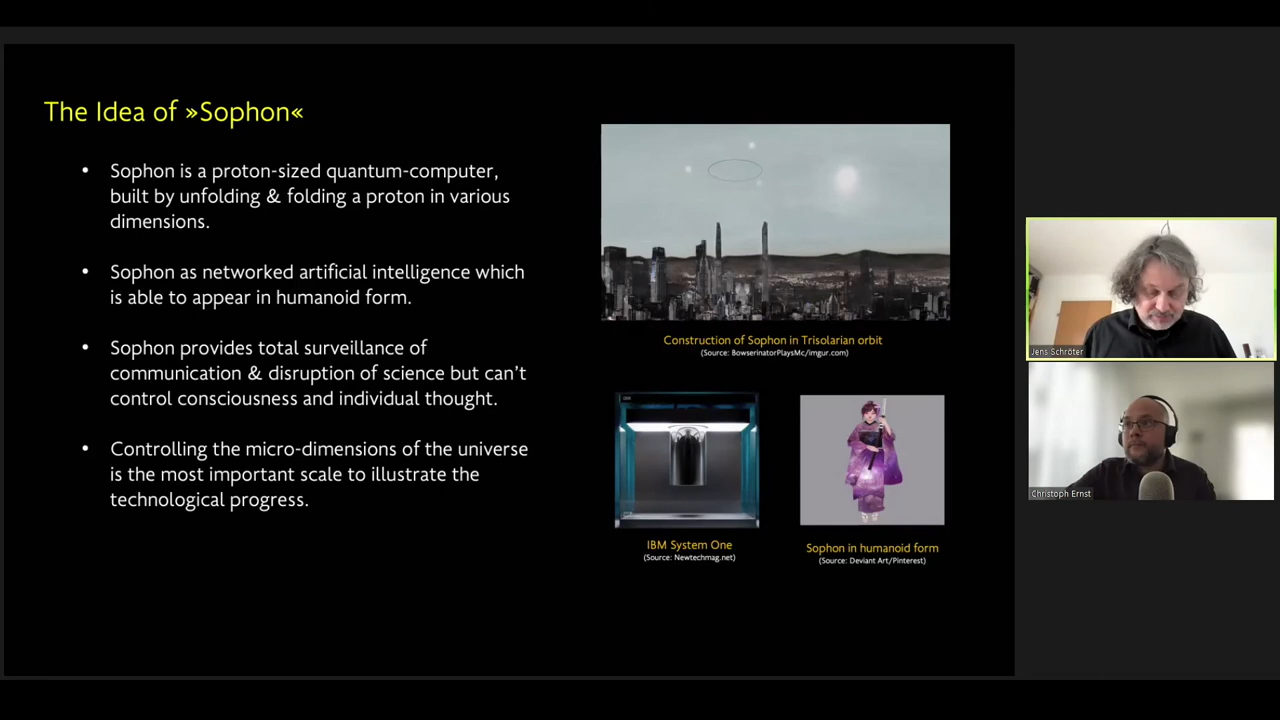 The Idea of »Sophon«
• Sophon is a proton-sized quantum-computer,
built by unfolding & folding a proton in various
dimensions.
• Sophon as networked artificial intelligence which
is able to appear in humanoid form.
• Sophon provides total surveillance of
communication & disruption of science but can't
control consciousness and individual thought.
• Controlling the micro-dimensions of the universe
is the most important scale to illustrate the
technological progress.
Construction of Sophon in Trisolarian orbit
(Source: BowserinatorPlaysMc/imgur.com)
IBM System One
(Source: Newtechmag.net)
Sophon in humanoid form
(Source: Deviant Art/Pinterest)
Jens Schröter
Christoph Ernst